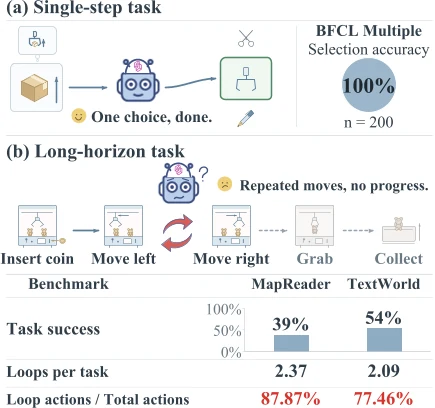 (a) Single-step task
BFCL Multiple
Selection accuracy
100%
n = 200
One choice, done.
(b) Long-horizon task
?
Repeated moves, no progress.
Insert coin Move left Move right Grab Collect
Benchmark MapReader TextWorld
Task success
100%
50%
0%
39% 54%
Loops per task 2.37 2.09
Loop actions / Total actions 87.87% 77.46%